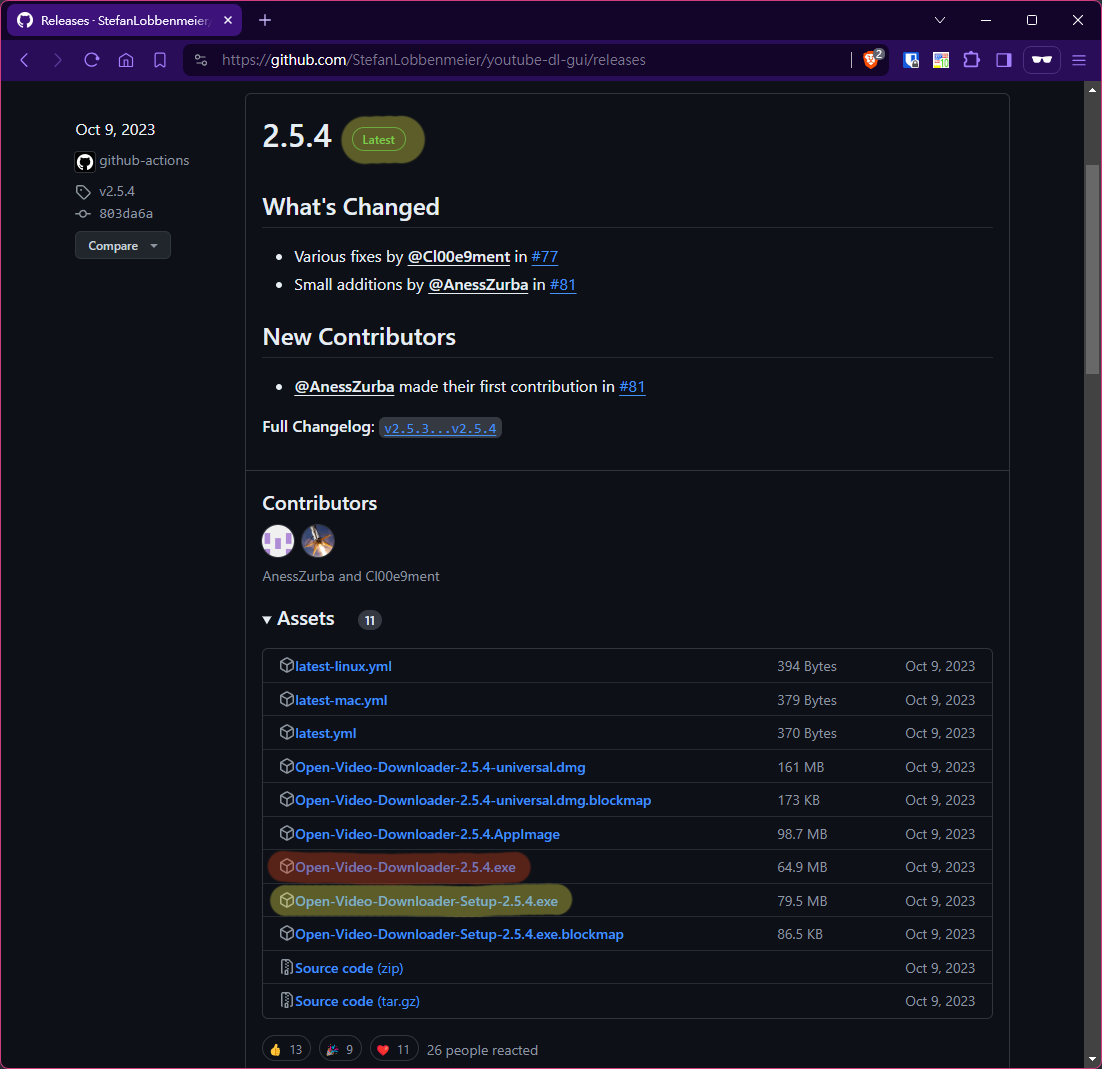 Releases · StefanLobbenmeier/
https://github.com/StefanLobbenmeier/youtube-dl-gui/releases
2
10
Oct 9, 2023
github-actions
v2.5.4
803da6a
Compare
2.5.4 Latest
What's Changed
Various fixes by @Cl00e9ment in #77
Small additions by @AnessZurba in #81
New Contributors
@AnessZurba made their first contribution in #81
Full Changelog: v2.5.3...v2.5.4
Contributors
AnessZurba and Cl00e9ment
Assets 11
latest-linux.yml 394 Bytes Oct 9, 2023
latest-mac.yml 379 Bytes Oct 9, 2023
latest.yml 370 Bytes Oct 9, 2023
Open-Video-Downloader-2.5.4-universal.dmg 161 MB Oct 9, 2023
Open-Video-Downloader-2.5.4-universal.dmg.blockmap 173 KB Oct 9, 2023
Open-Video-Downloader-2.5.4.AppImage 98.7 MB Oct 9, 2023
Open-Video-Downloader-2.5.4.exe 64.9 MB Oct 9, 2023
Open-Video-Downloader-Setup-2.5.4.exe 79.5 MB Oct 9, 2023
Open-Video-Downloader-Setup-2.5.4.exe.blockmap 86.5 KB Oct 9, 2023
Source code (zip) Oct 9, 2023
Source code (tar.gz) Oct 9, 2023
13 9 11 26 people reacted